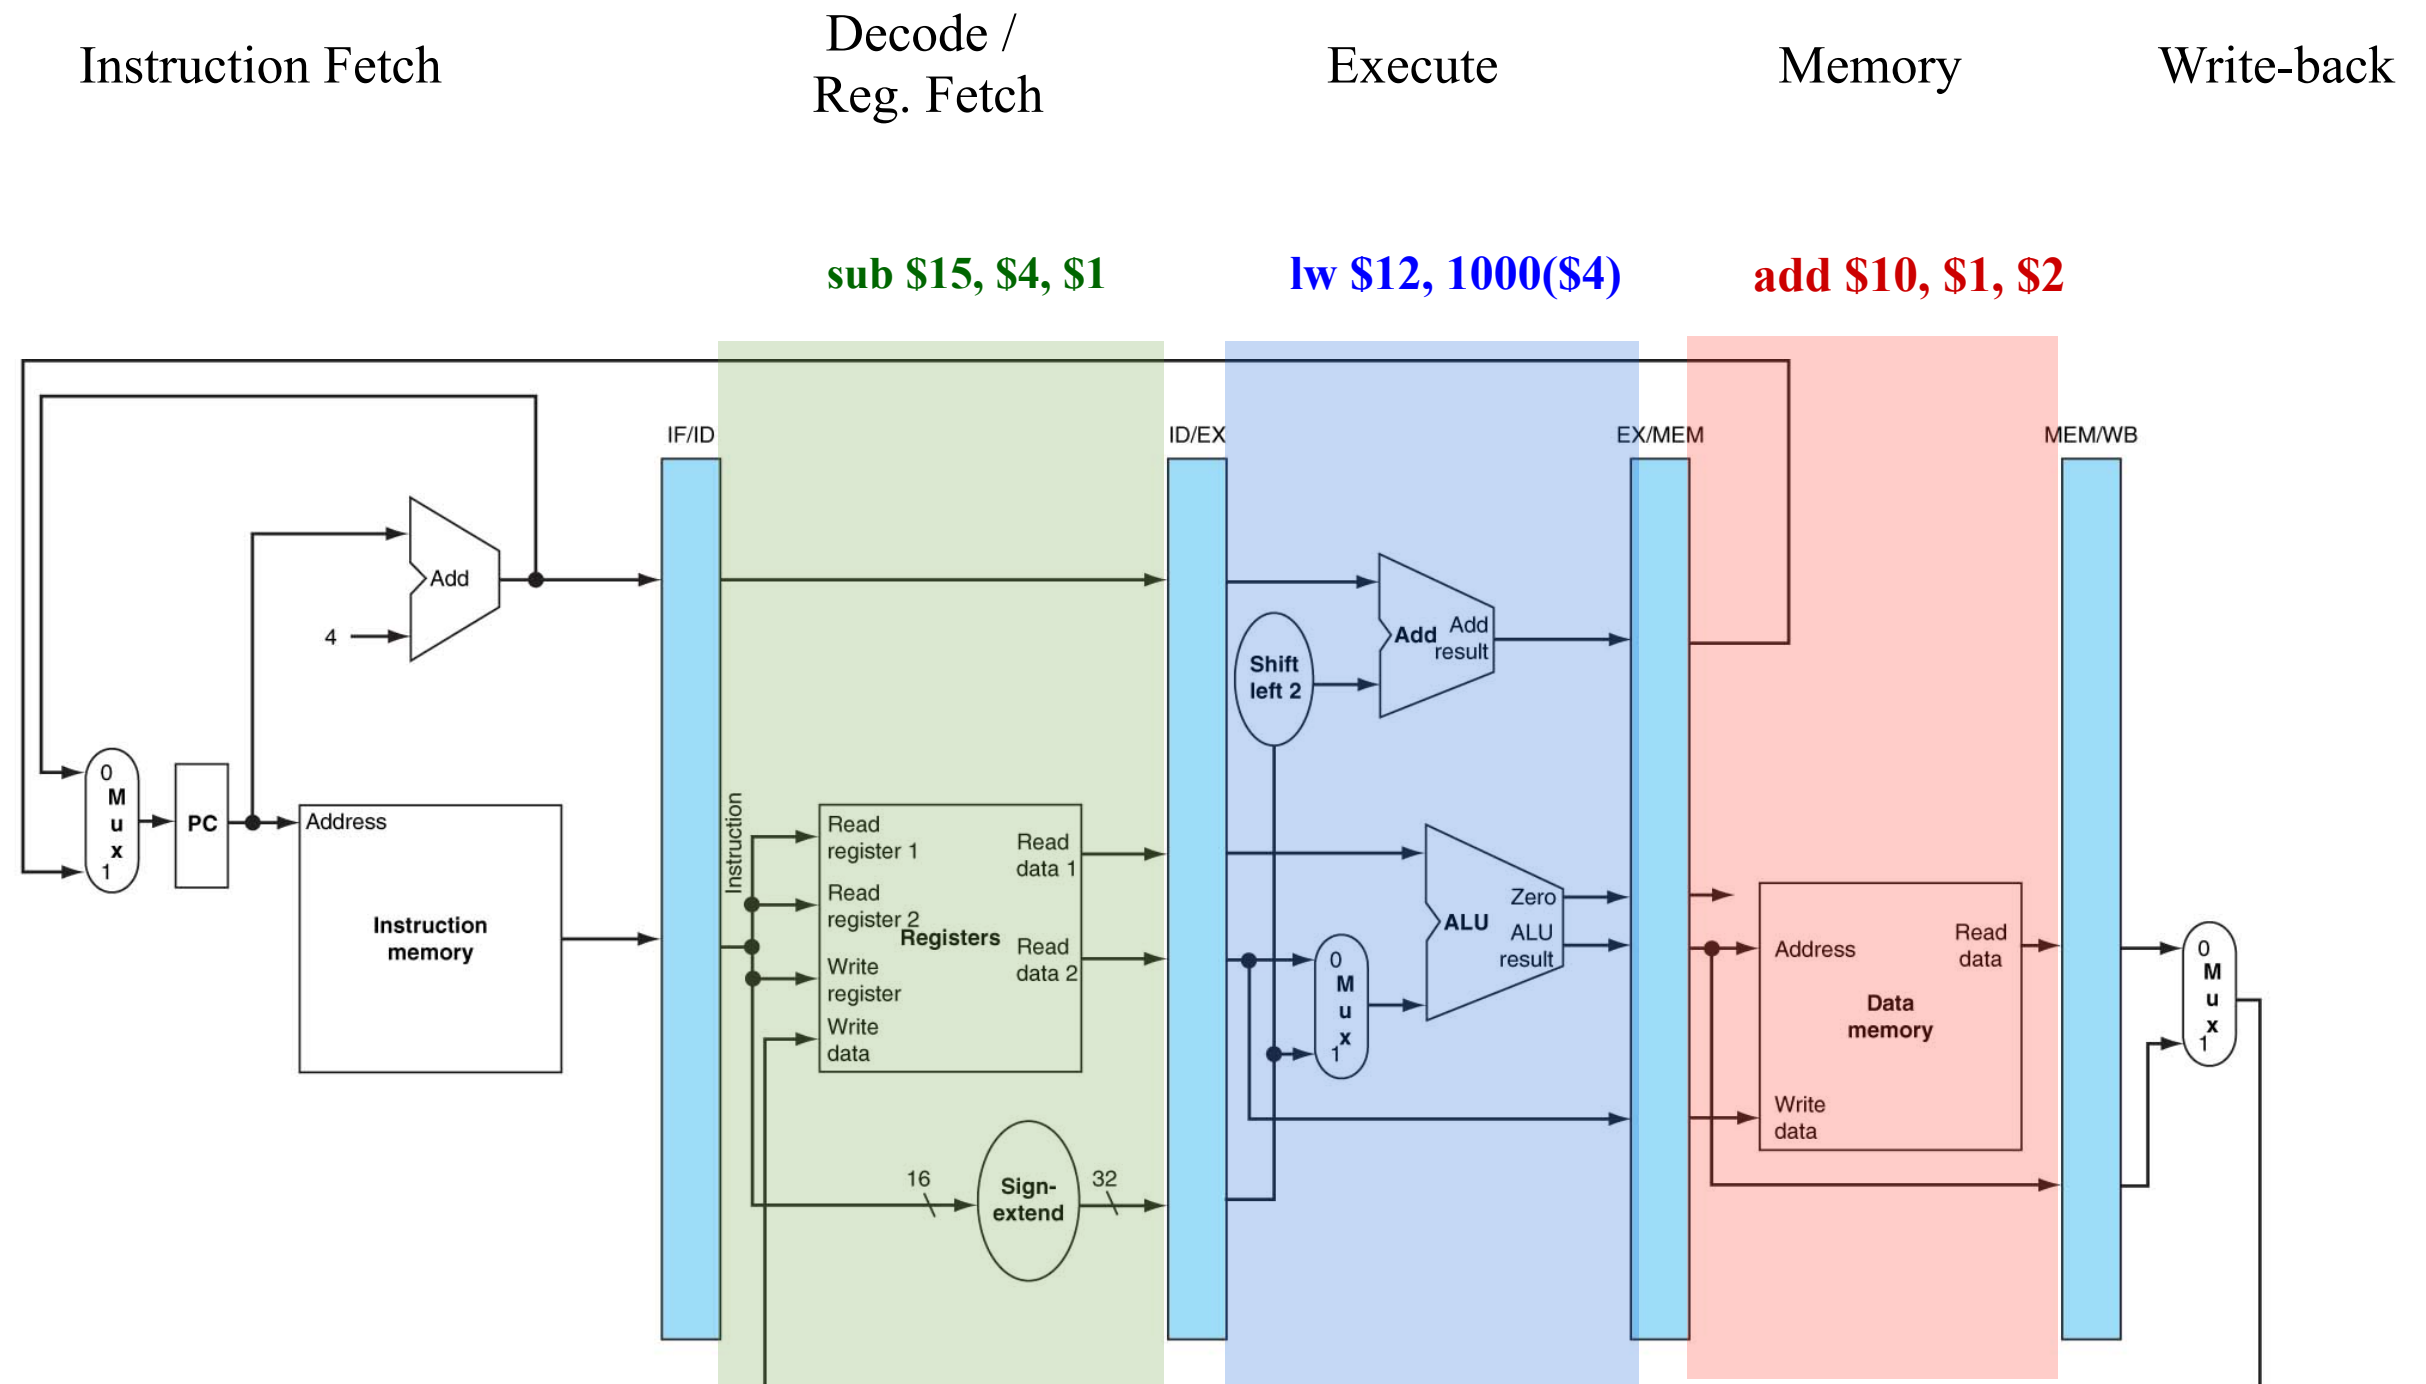 Instruction Fetch
Decode /
Reg. Fetch
Execute
Memory
Write-back
sub $15, $4, $1
lw $12, 1000($4)
add $10, $1, $2
IF/ID
ID/EX
EX/MEM
MEM/WB
Add
4
0
M
u
x
1
PC
Address
Instruction
memory
Instruction
Read
register 1
Read
register 2
Registers
Write
register
Write
data
Read
data 1
Read
data 2
16
Sign-
extend
32
Shift
left 2
Add
Add
result
0
M
u
x
1
ALU
Zero
ALU
result
Address
Read
data
Data
memory
Write
data
0
M
u
x
1